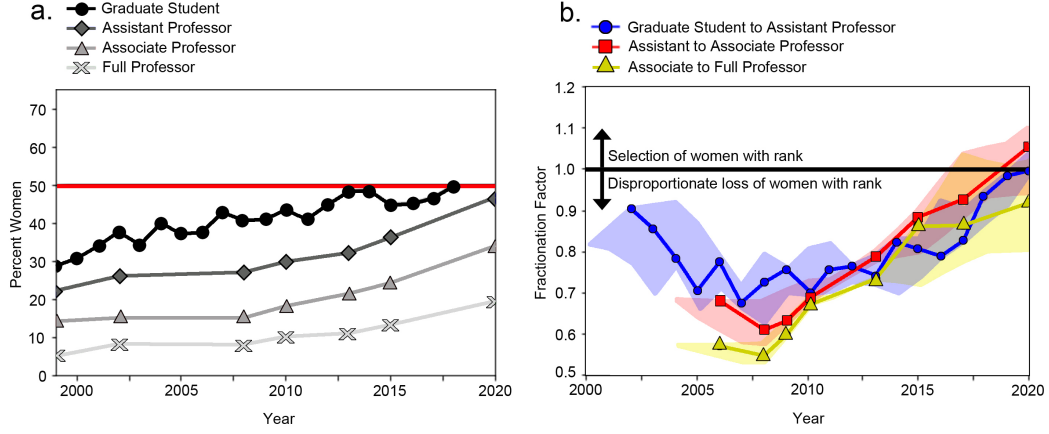 a.
Graduate Student
Assistant Professor
Associate Professor
Full Professor
70
60
50
40
30
20
10
0
Percent Women
2000
2005
2010
2015
2020
Year
b.
Graduate Student to Assistant Professor
Assistant to Associate Professor
Associate to Full Professor
1.2
1.1
1.0
0.9
0.8
0.7
0.6
0.5
Fractionation Factor
Selection of women with rank
Disproportionate loss of women with rank
2000
2005
2010
2015
2020
Year